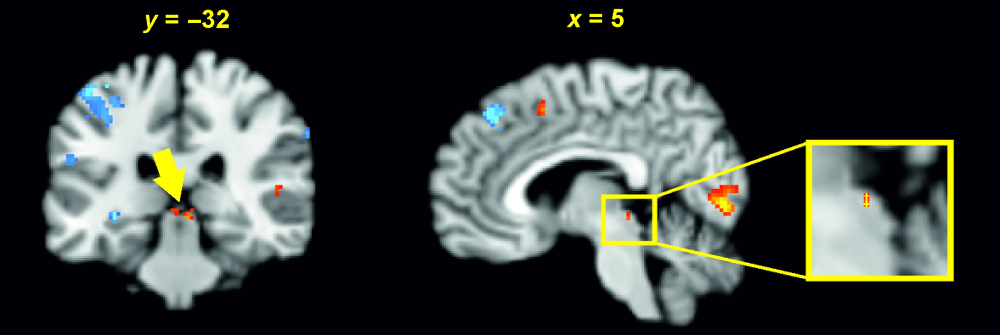 y = –32
x = 5